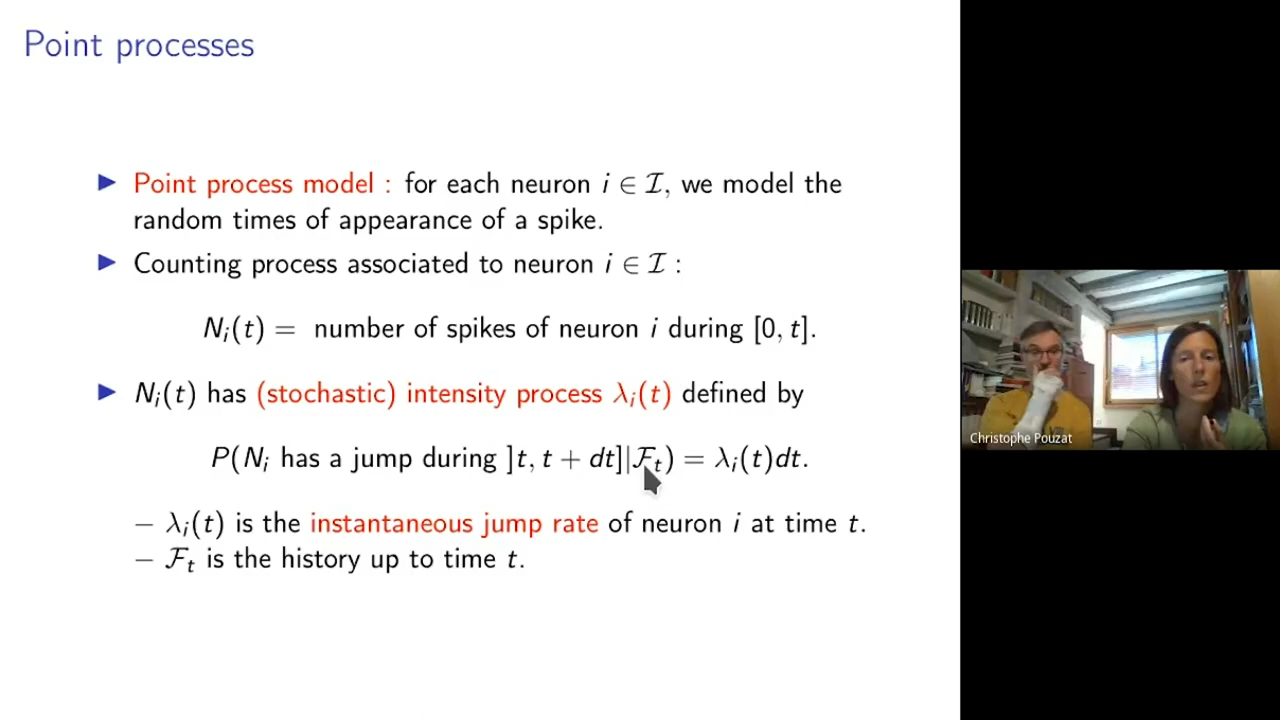 Point processes
▶ Point process model : for each neuron i ∈ ℐ, we model the
random times of appearance of a spike.
▶ Counting process associated to neuron i ∈ ℐ :
Nᵢ(t) = number of spikes of neuron i during [0, t].
▶ Nᵢ(t) has (stochastic) intensity process λᵢ(t) defined by
P(Nᵢ has a jump during ]t, t + dt]|ℱₜ) = λᵢ(t)dt.
– λᵢ(t) is the instantaneous jump rate of neuron i at time t.
– ℱₜ is the history up to time t.
Christophe Pouzat